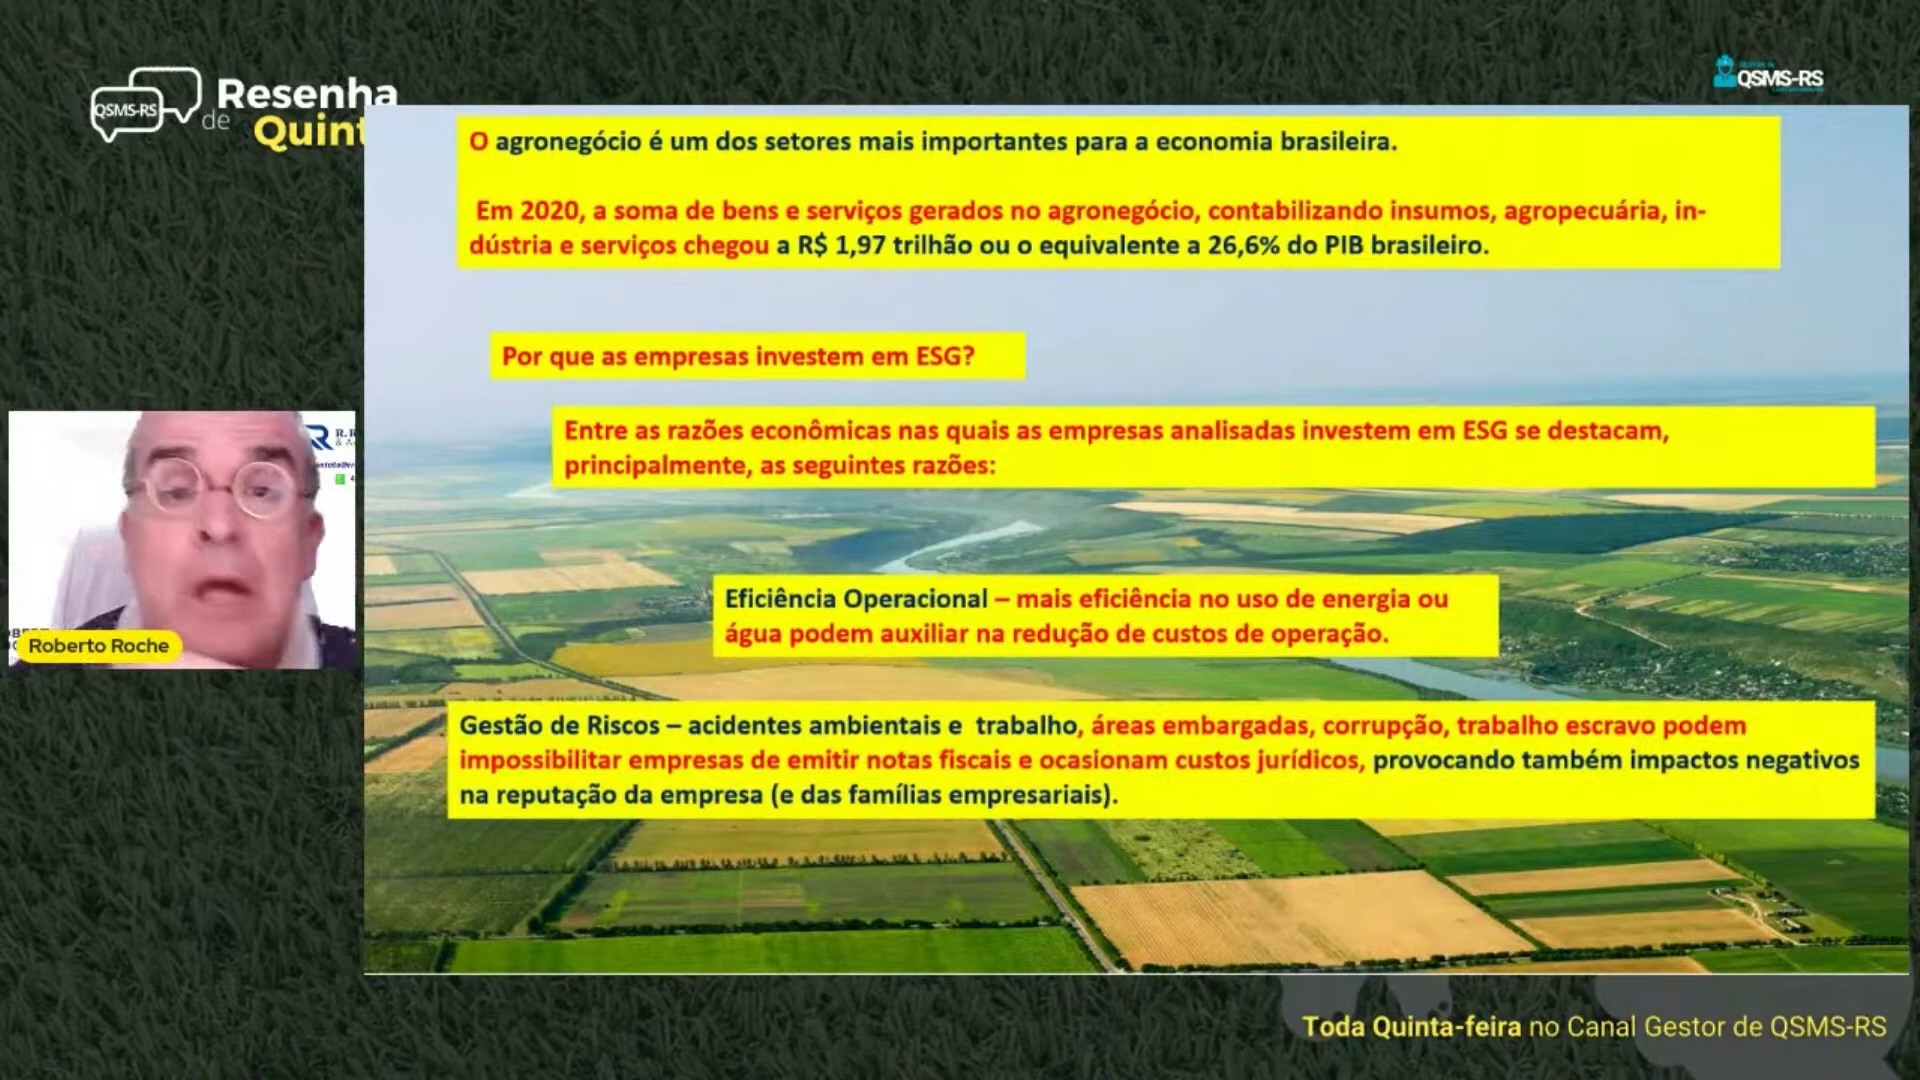 QSMS-RS
Resenha
de
Quint
QSMS-RS
O agronegócio é um dos setores mais importantes para a economia brasileira.
Em 2020, a soma de bens e serviços gerados no agronegócio, contabilizando insumos, agropecuária, in-
dústria e serviços chegou a R$ 1,97 trilhão ou o equivalente a 26,6% do PIB brasileiro.
Por que as empresas investem em ESG?
Entre as razões econômicas nas quais as empresas analisadas investem em ESG se destacam,
principalmente, as seguintes razões:
Eficiência Operacional – mais eficiência no uso de energia ou
água podem auxiliar na redução de custos de operação.
Gestão de Riscos – acidentes ambientais e  trabalho, áreas embargadas, corrupção, trabalho escravo podem
impossibilitar empresas de emitir notas fiscais e ocasionam custos jurídicos, provocando também impactos negativos
na reputação da empresa (e das famílias empresariais).
Roberto Roche
Toda Quinta-feira no Canal Gestor de QSMS-RS